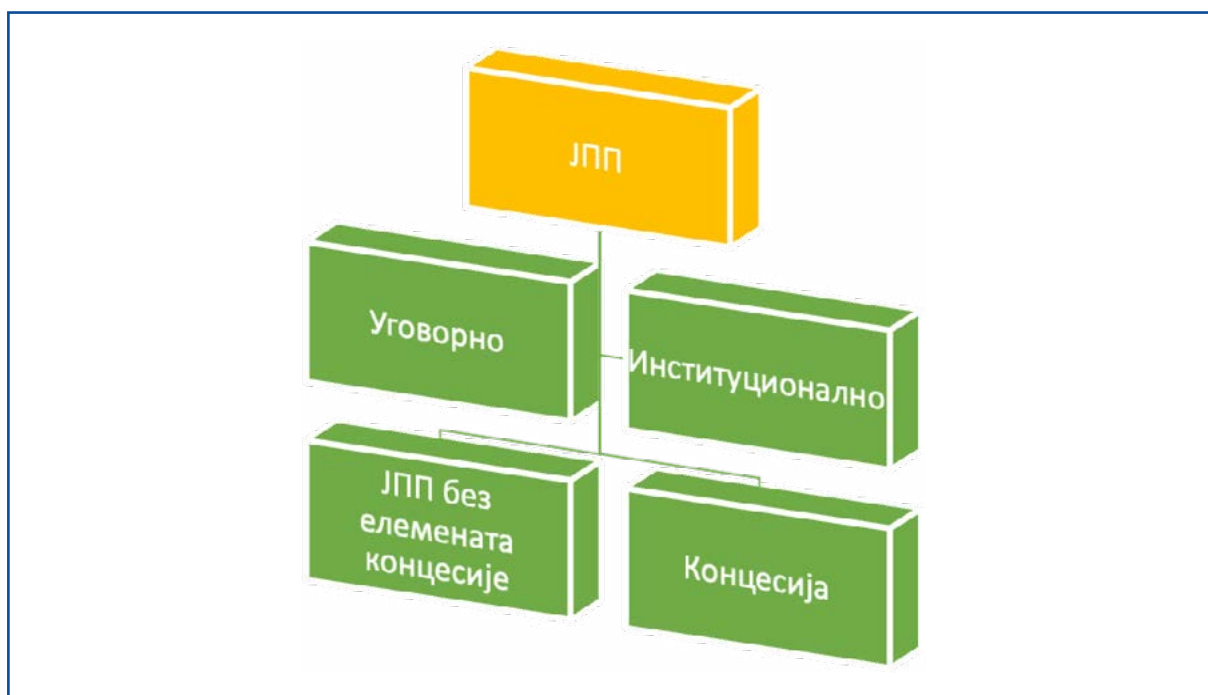 ЈПП
Уговорно
Институционално
ЈПП без
елемената
концесије
Концесија